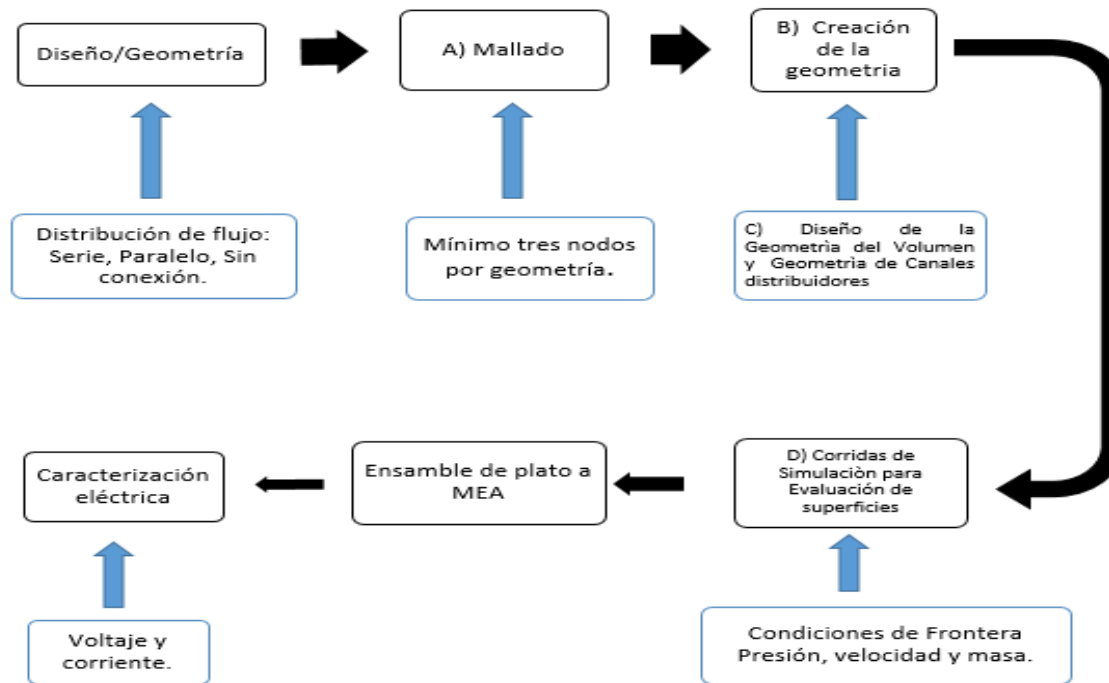 Diseño/Geometría
A) Mallado
B) Creación
de la
geometria
Distribución de flujo:
Serie, Paralelo, Sin
conexión.
Mínimo tres nodos
por geometría.
C) Diseño de la
Geometrìa del Volumen
y Geometrìa de Canales
distribuidores
Caracterizaciòn
eléctrica
Ensamble de plato a
MEA
D) Corridas de
Simulaciòn para
Evaluación de
superficies
Voltaje y
corriente.
Condiciones de Frontera
Presión, velocidad y masa.